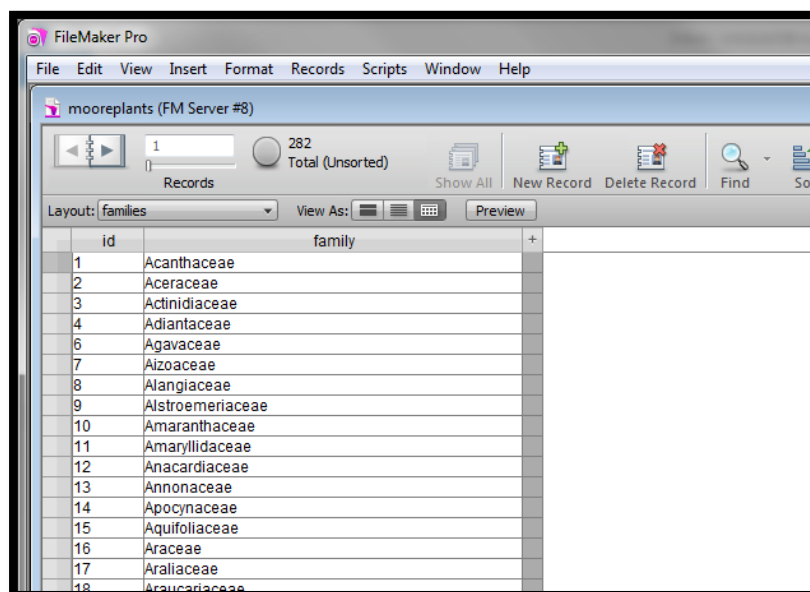 FileMaker Pro
File Edit View Insert Format Records Scripts Window Help
mooreplants (FM Server #8)
1
282
Total (Unsorted)
Records
Show All New Record Delete Record Find So
Layout: families View As: Preview
id family +
1 Acanthaceae
2 Aceraceae
3 Actinidiaceae
4 Adiantaceae
6 Agavaceae
7 Aizoaceae
8 Alangiaceae
9 Alstroemeriaceae
10 Amaranthaceae
11 Amaryllidaceae
12 Anacardiaceae
13 Annonaceae
14 Apocynaceae
15 Aquifoliaceae
16 Araceae
17 Araliaceae
18 Araucariaceae